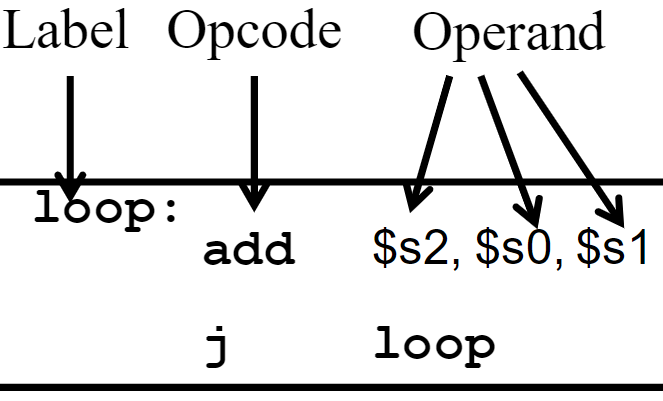 Label Opcode Operand
loop:
add $s2, $s0, $s1
j loop